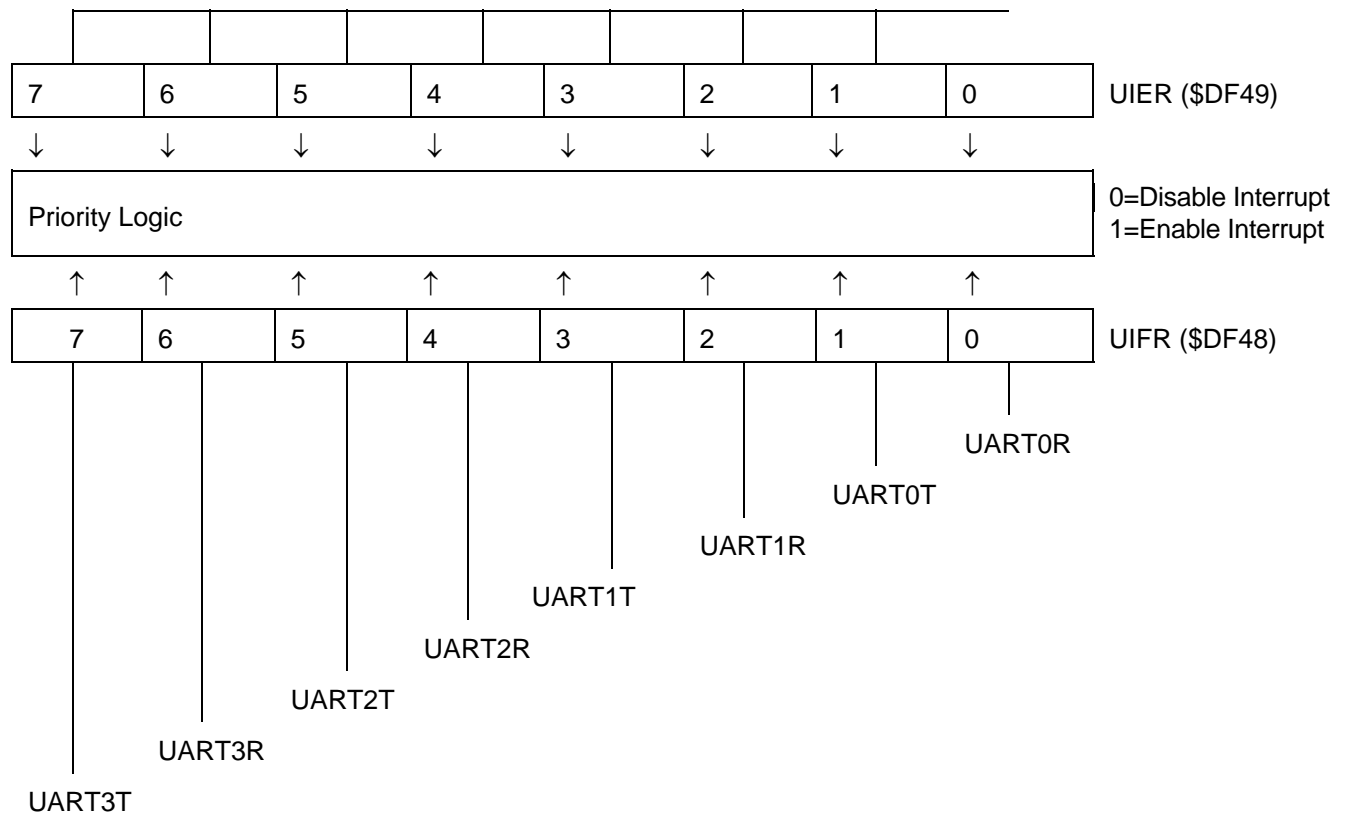 7 6 5 4 3 2 1 0 UIER ($DF49)
↓ ↓ ↓ ↓ ↓ ↓ ↓ ↓
Priority Logic
0=Disable Interrupt
1=Enable Interrupt
↑ ↑ ↑ ↑ ↑ ↑ ↑ ↑
7 6 5 4 3 2 1 0 UIFR ($DF48)
UART0R
UART0T
UART1R
UART1T
UART2R
UART2T
UART3R
UART3T